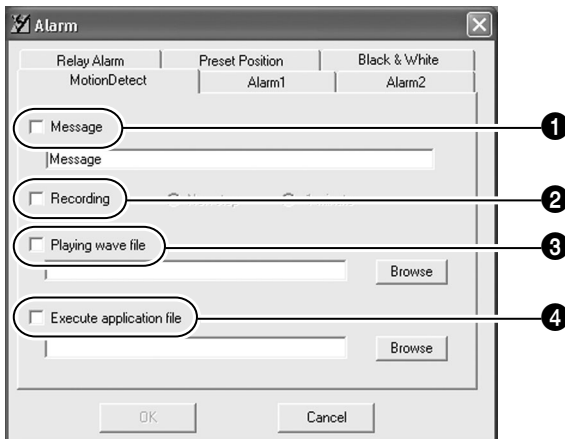 Alarm
Relay Alarm Preset Position Black & White
MotionDetect Alarm1 Alarm2
Message 1
Message
Recording 2
Playing wave file 3
Browse
Execute application file 4
Browse
OK Cancel